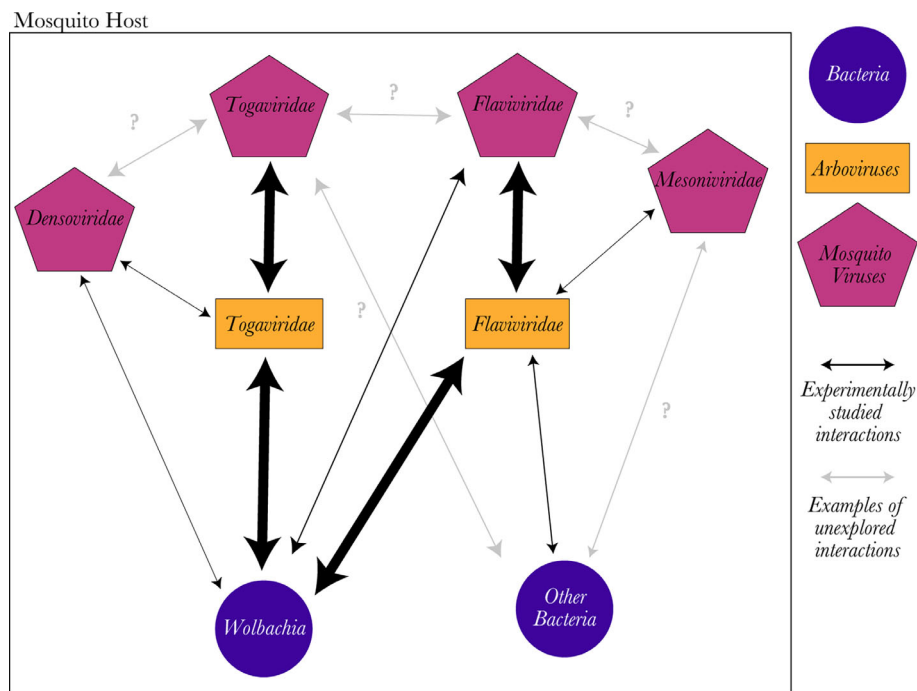 Mosquito Host
Togaviridae
Flaviviridae
Densoviridae
Mesoniviridae
?
?
?
?
?
Togaviridae
Flaviviridae
Wolbachia
Other
Bacteria
Bacteria
Arboviruses
Mosquito
Viruses
Experimentally
studied
interactions
Examples of
unexplored
interactions